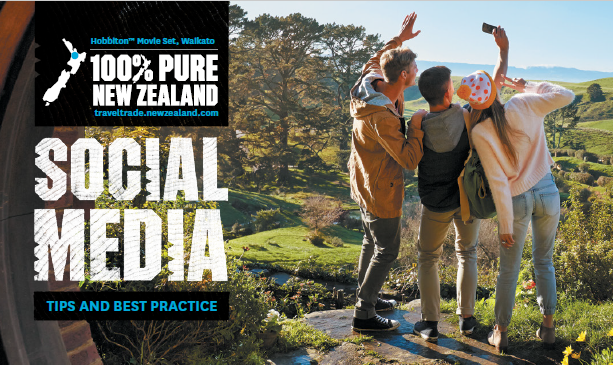 Hobbiton™ Movie Set, Waikato
100% PURE
NEW ZEALAND
traveltrade.newzealand.com
SOCIAL
MEDIA
TIPS AND BEST PRACTICE